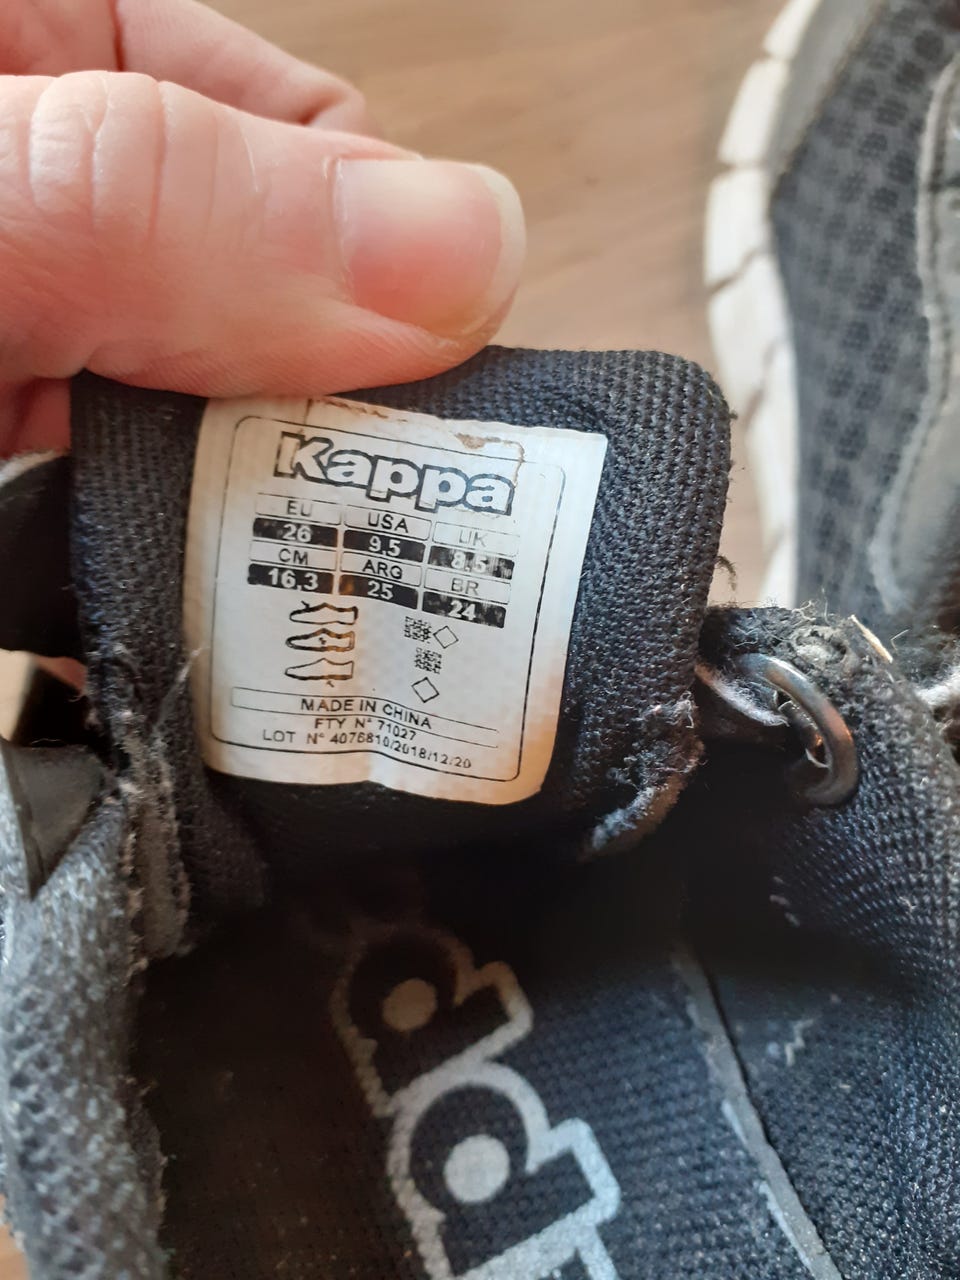 Kappa
EU USA UK
26 9,5 8,5
CM ARG BR
16,3 25 24
MADE IN CHINA
FTY N° 71027
LOT N° 4076810/2018/12/20